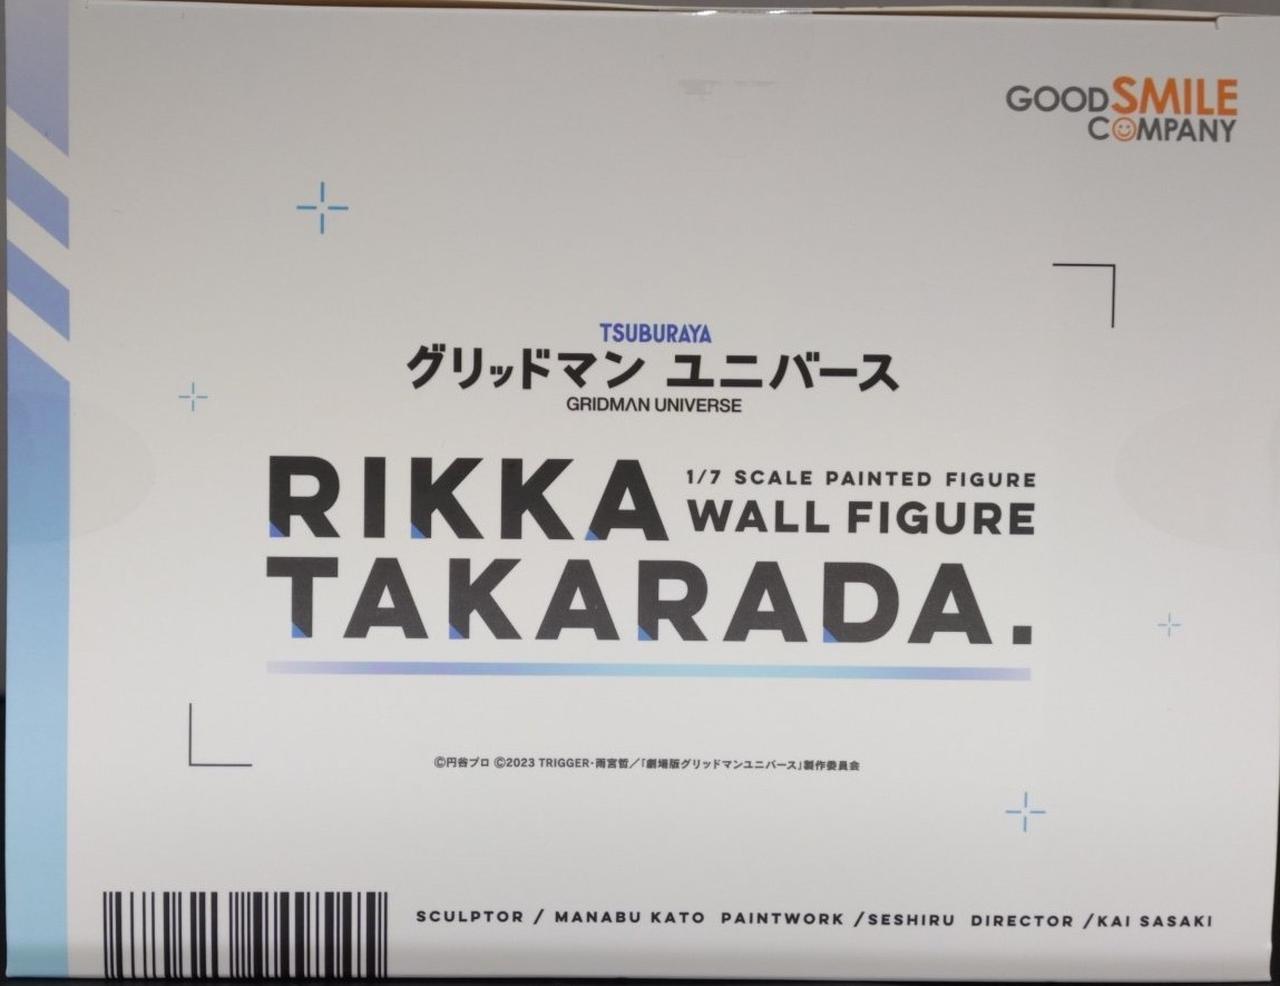 GOODSMILE
COMPANY
TSUBURAYA
グリッドマン ユニバース
GRIDMAN UNIVERSE
RIKKA
1/7 SCALE PAINTED FIGURE
WALL FIGURE
TAKARADA.
©円谷プロ ©2023 TRIGGER・雨宮哲／「劇場版グリッドマンユニバース」製作委員会
SCULPTOR / MANABU KATO PAINTWORK /SESHIRU DIRECTOR /KAI SASAKI